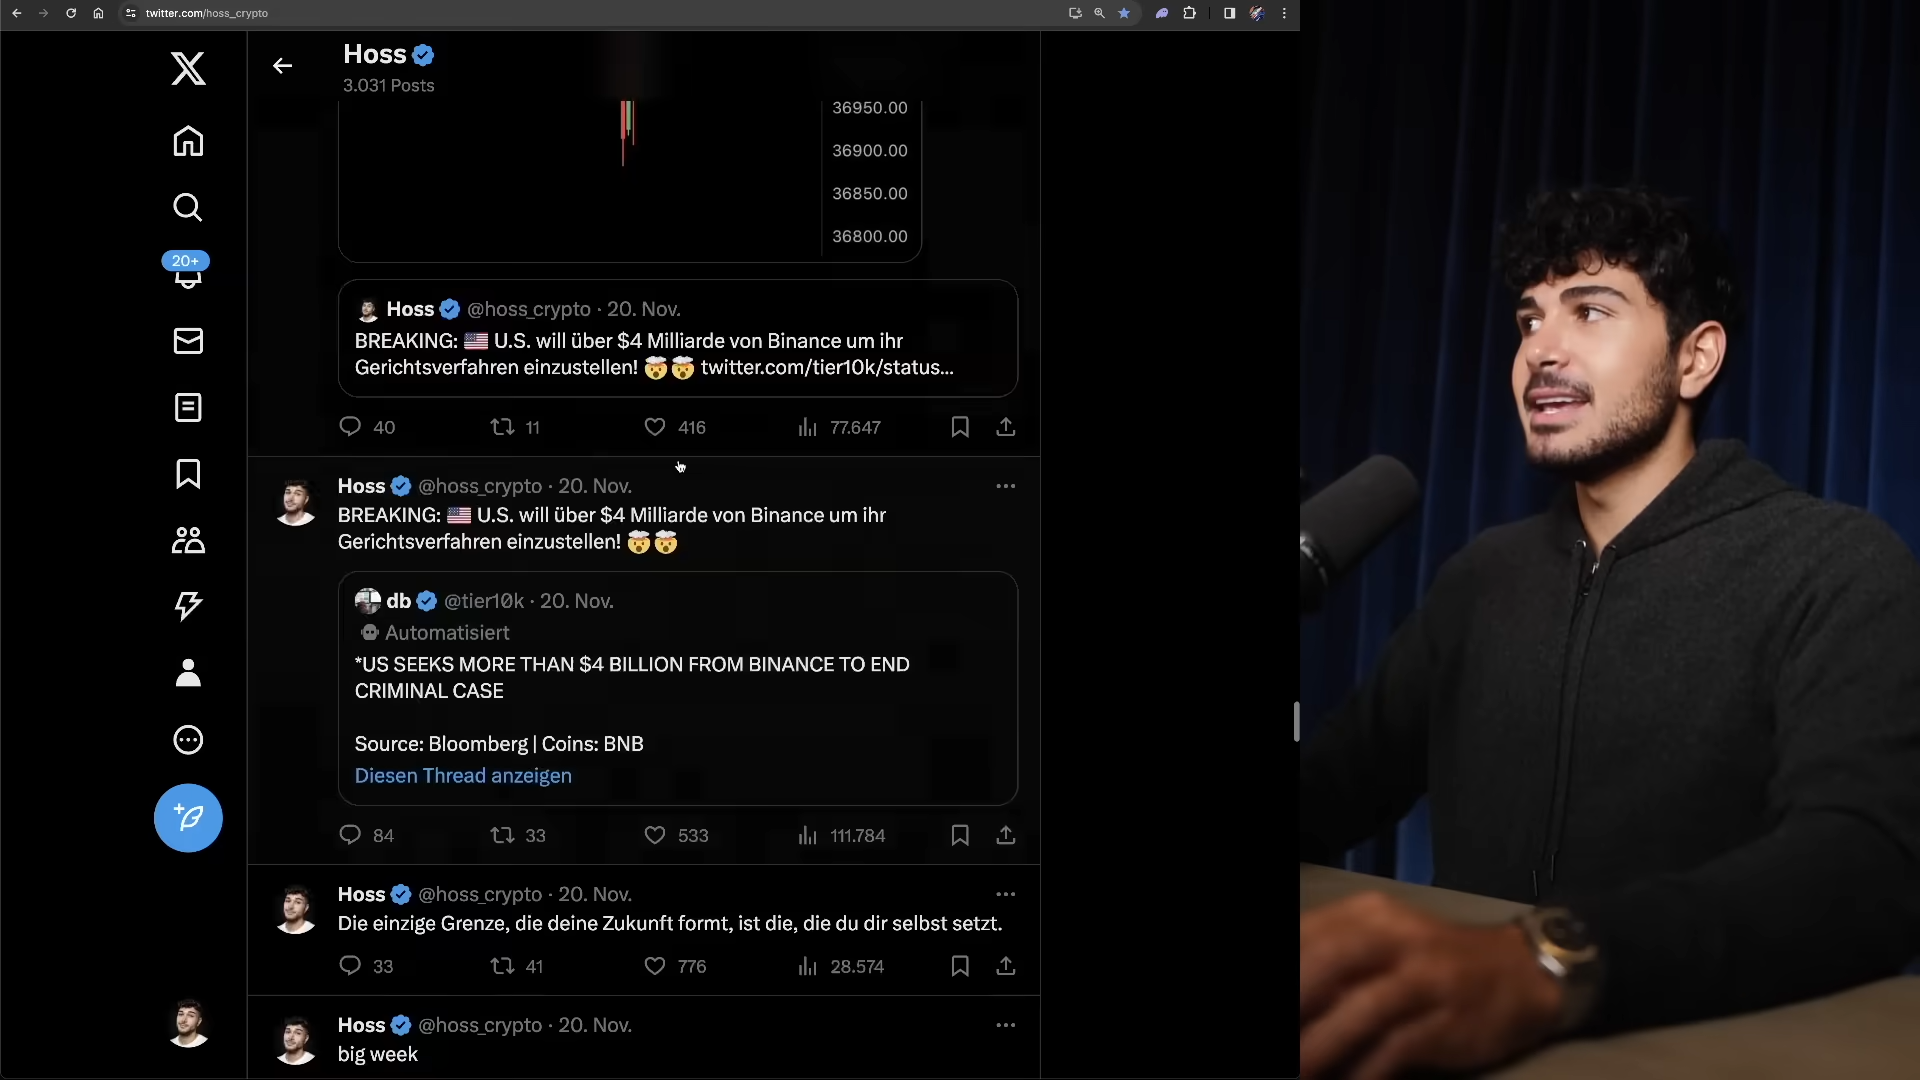 twitter.com/hoss_crypto
Hoss
3.031 Posts
36950.00
36900.00
36850.00
36800.00
20+
Hoss @hoss_crypto · 20. Nov.
BREAKING: 🇺🇸 U.S. will über $4 Milliarde von Binance um ihr
Gerichtsverfahren einzustellen! 🤯🤯 twitter.com/tier10k/status...
40 11 416 77.647
Hoss @hoss_crypto · 20. Nov.
BREAKING: 🇺🇸 U.S. will über $4 Milliarde von Binance um ihr
Gerichtsverfahren einzustellen! 🤯🤯
db @tier10k · 20. Nov.
Automatisiert
*US SEEKS MORE THAN $4 BILLION FROM BINANCE TO END
CRIMINAL CASE
Source: Bloomberg | Coins: BNB
Diesen Thread anzeigen
84 33 533 111.784
Hoss @hoss_crypto · 20. Nov.
Die einzige Grenze, die deine Zukunft formt, ist die, die du dir selbst setzt.
33 41 776 28.574
Hoss @hoss_crypto · 20. Nov.
big week